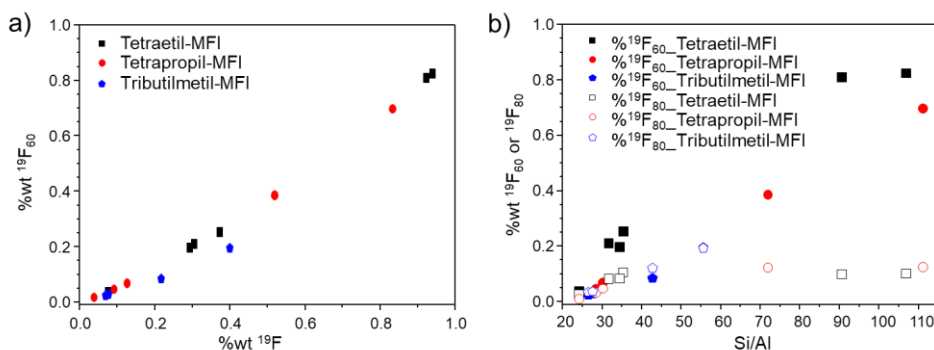 a)
Tetraetil-MFI
Tetrapropil-MFI
Tributilmetil-MFI
1.0
0.8
0.6
0.4
0.2
0.0
%wt ¹⁹F₆₀
0.0 0.2 0.4 0.6 0.8 1.0
%wt ¹⁹F
b)
%¹⁹F₆₀_Tetraetil-MFI
%¹⁹F₆₀_Tetrapropil-MFI
%¹⁹F₆₀_Tributilmetil-MFI
%¹⁹F₈₀_Tetraetil-MFI
%¹⁹F₈₀_Tetrapropil-MFI
%¹⁹F₈₀_Tributilmetil-MFI
1.0
0.8
0.6
0.4
0.2
0.0
%wt ¹⁹F₆₀ or ¹⁹F₈₀
20 30 40 50 60 70 80 90 100 110
Si/Al